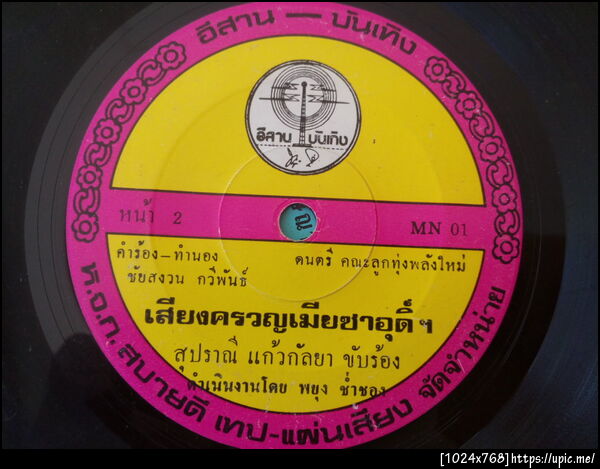 อีสาน — บันเทิง
อีสาน บันเทิง
หน้า 2
MN 01
คำร้อง - ทำนอง
ชัยสงวน กวีพันธ์
ดนตรี คณะลูกทุ่งพลังใหม่
เสียงครวญเมียซาอุดิ์ ฯ
สุปราณี แก้วกัลยา ขับร้อง
ดำเนินงานโดย พยุง ช่ำชอง
ห.จ.ก. สบายดี เทป-แผ่นเสียง จัดจำหน่าย
[1024x768]https://upic.me/